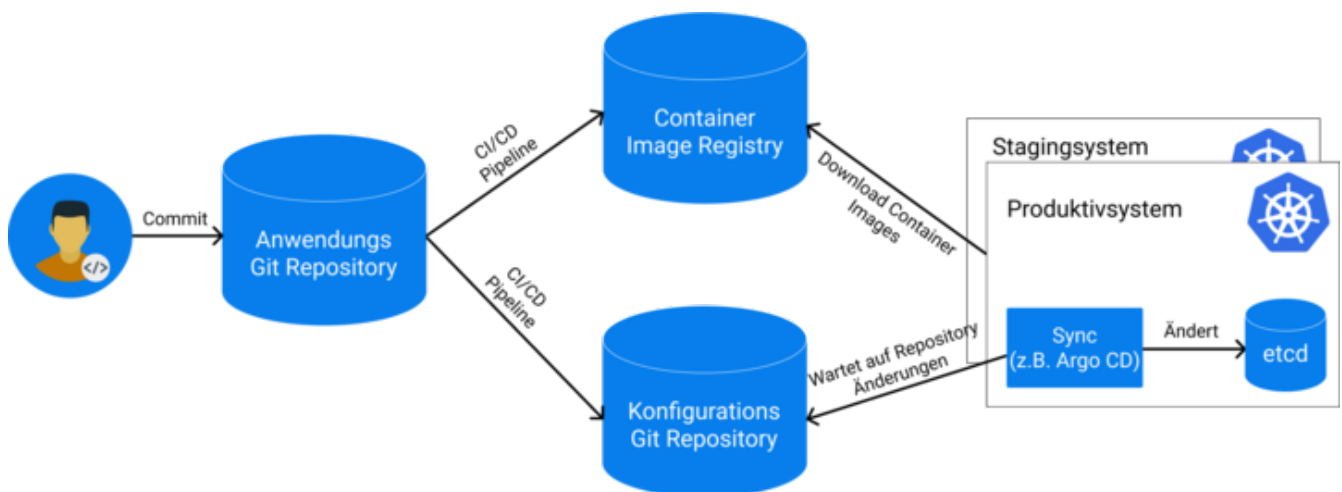 Commit
</>
Anwendungs
Git Repository
CI/CD
Pipeline
CI/CD
Pipeline
Container
Image Registry
Konfigurations
Git Repository
Download Container
Images
Wartet auf Repository
Änderungen
Stagingsystem
Produktivsystem
Sync
(z.B. Argo CD)
Ändert
etcd